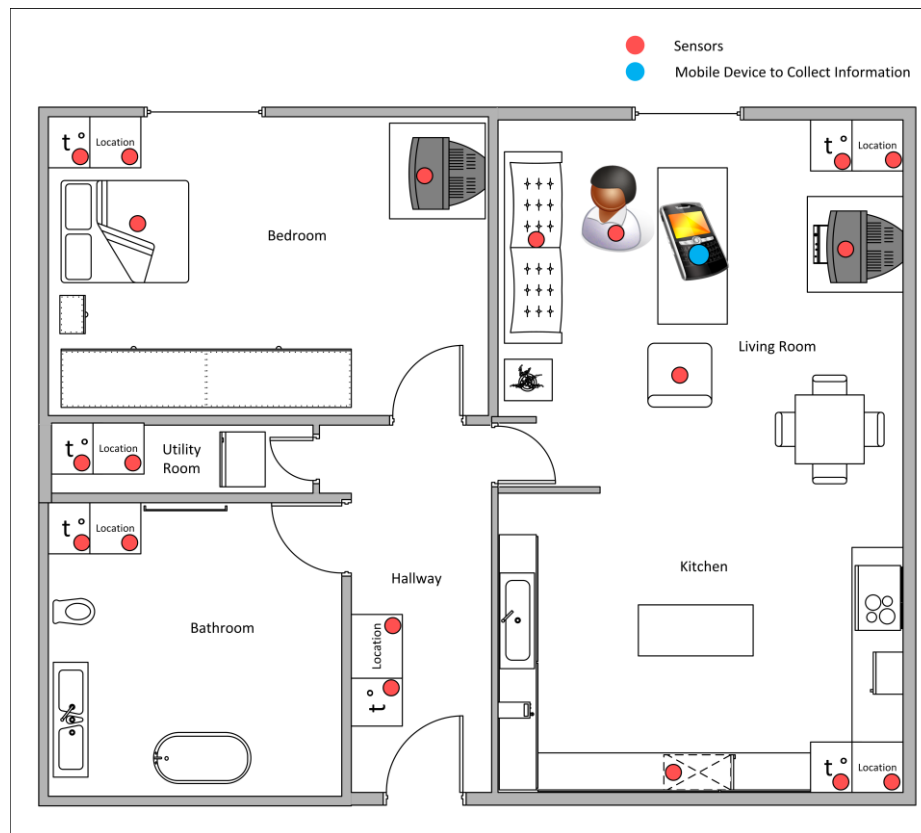 Sensors
Mobile Device to Collect Information
t°
Location
t°
Location
Bedroom
Living Room
t°
Location
Utility
Room
t°
Location
Kitchen
Hallway
Bathroom
Location
t°
t°
Location